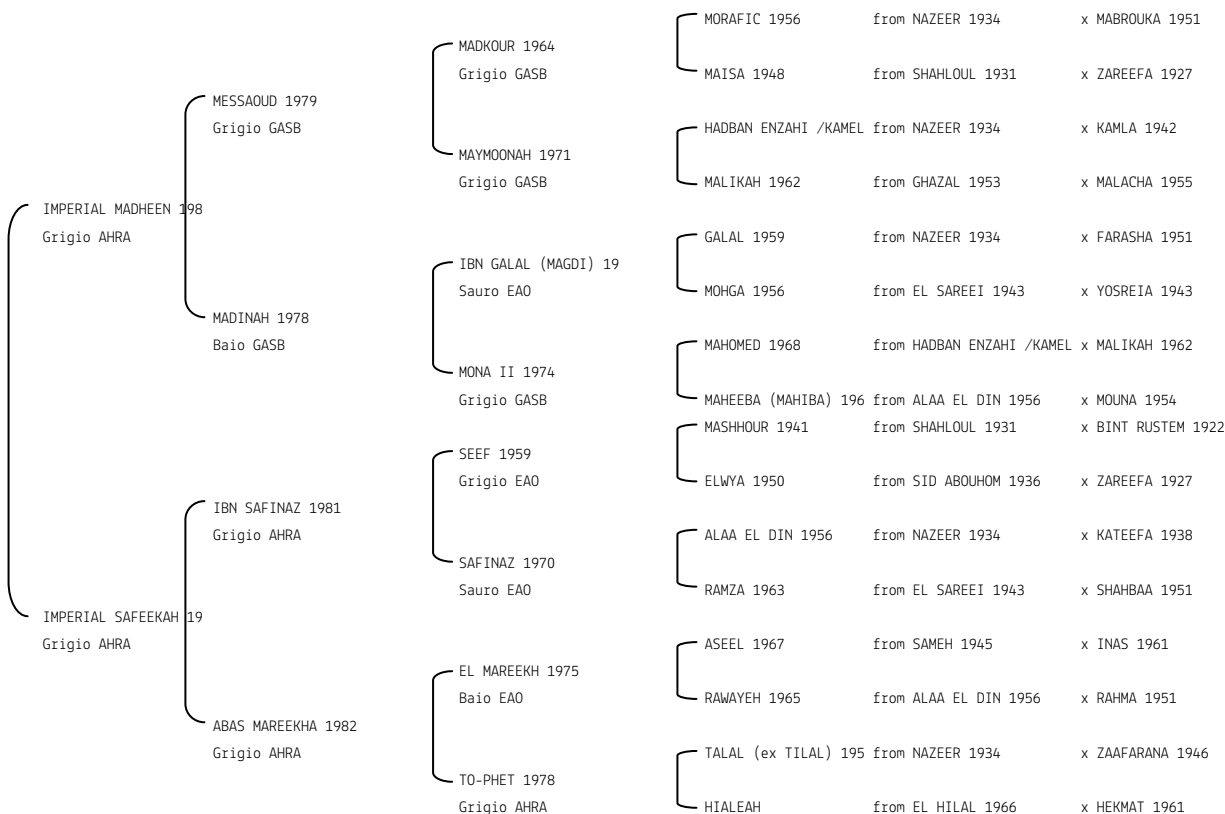 MORAFIC 1956 from NAZEER 1934 x MABROUKA 1951
MADKOUR 1964
Grigio GASB
MAISA 1948 from SHAHLOUL 1931 x ZAREEFA 1927
MESSAOUD 1979
Grigio GASB
HADBAN ENZAHI /KAMEL from NAZEER 1934 x KAMLA 1942
MAYMOONAH 1971
Grigio GASB
MALIKAH 1962 from GHAZAL 1953 x MALACHA 1955
IMPERIAL MADHEEN 198
Grigio AHRA
GALAL 1959 from NAZEER 1934 x FARASHA 1951
IBN GALAL (MAGDI) 19
Sauro EAO
MOHGA 1956 from EL SAREEI 1943 x YOSREIA 1943
MADINAH 1978
Baio GASB
MAHOMED 1968 from HADBAN ENZAHI /KAMEL x MALIKAH 1962
MONA II 1974
Grigio GASB
MAHEEBA (MAHIBA) 196 from ALAA EL DIN 1956 x MOUNA 1954
MASHHOUR 1941 from SHAHLOUL 1931 x BINT RUSTEM 1922
SEEF 1959
Grigio EAO
ELWYA 1950 from SID ABOUHOM 1936 x ZAREEFA 1927
IBN SAFINAZ 1981
Grigio AHRA
ALAA EL DIN 1956 from NAZEER 1934 x KATEEFA 1938
SAFINAZ 1970
Sauro EAO
RAMZA 1963 from EL SAREEI 1943 x SHAHBAA 1951
IMPERIAL SAFEEKAH 19
Grigio AHRA
ASEEL 1967 from SAMEH 1945 x INAS 1961
EL MAREEKH 1975
Baio EAO
RAWAYEH 1965 from ALAA EL DIN 1956 x RAHMA 1951
ABAS MAREEKHA 1982
Grigio AHRA
TALAL (ex TILAL) 195 from NAZEER 1934 x ZAAFARANA 1946
TO-PHET 1978
Grigio AHRA
HIALEAH from EL HILAL 1966 x HEKMAT 1961